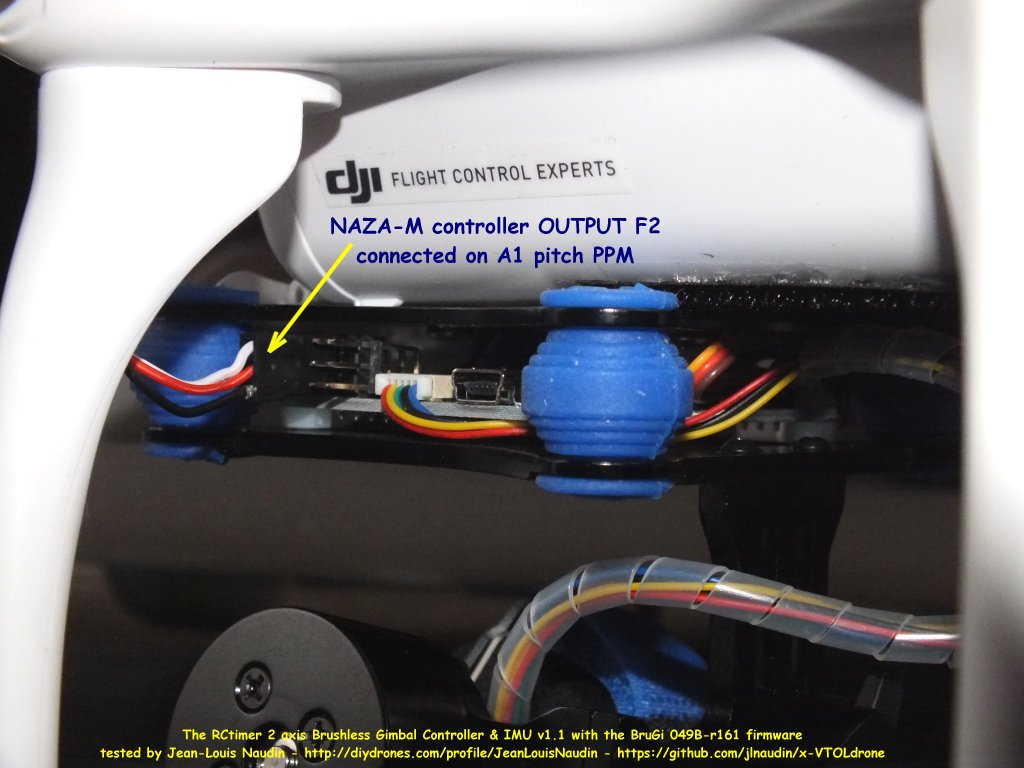 dji FLIGHT CONTROL EXPERTS
NAZA-M controller OUTPUT F2
connected on A1 pitch PPM
The RCtimer 2 axis Brushless Gimbal Controller & IMU v1.1 with the BruGi 049B-r161 firmware
tested by Jean-Louis Naudin - http://diydrones.com/profile/JeanLouisNaudin - https://github.com/jlnaudin/x-VTOLdrone